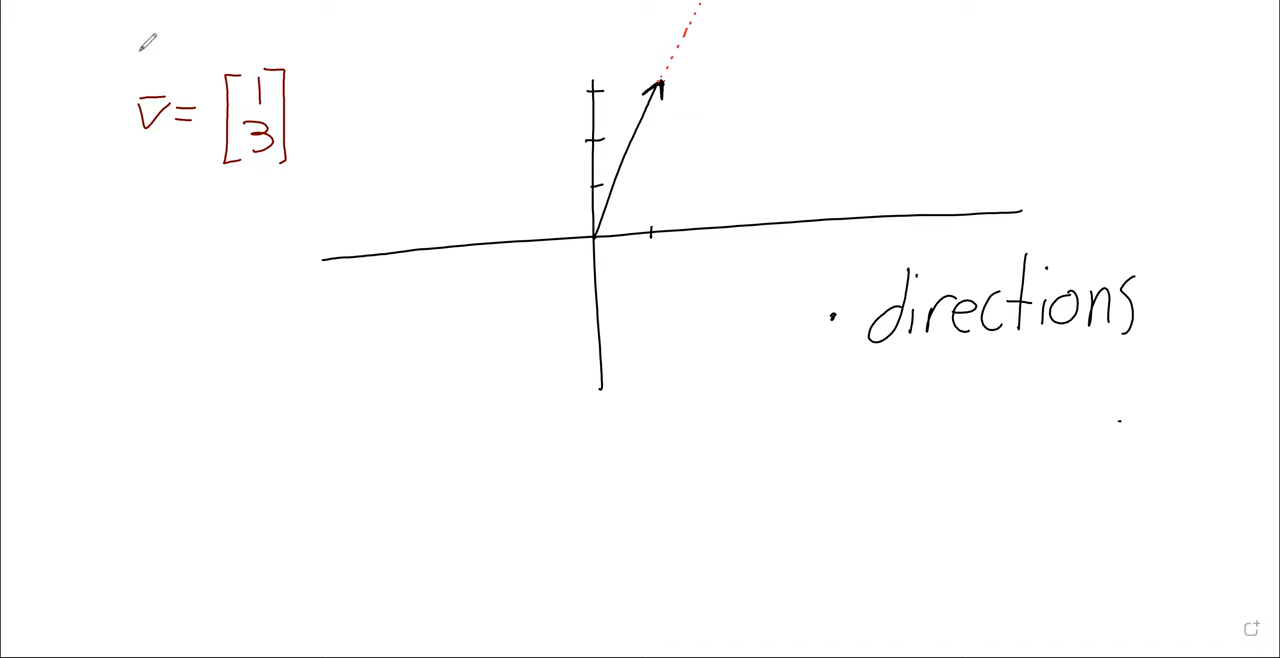 v̅ = [1
3]
· directions